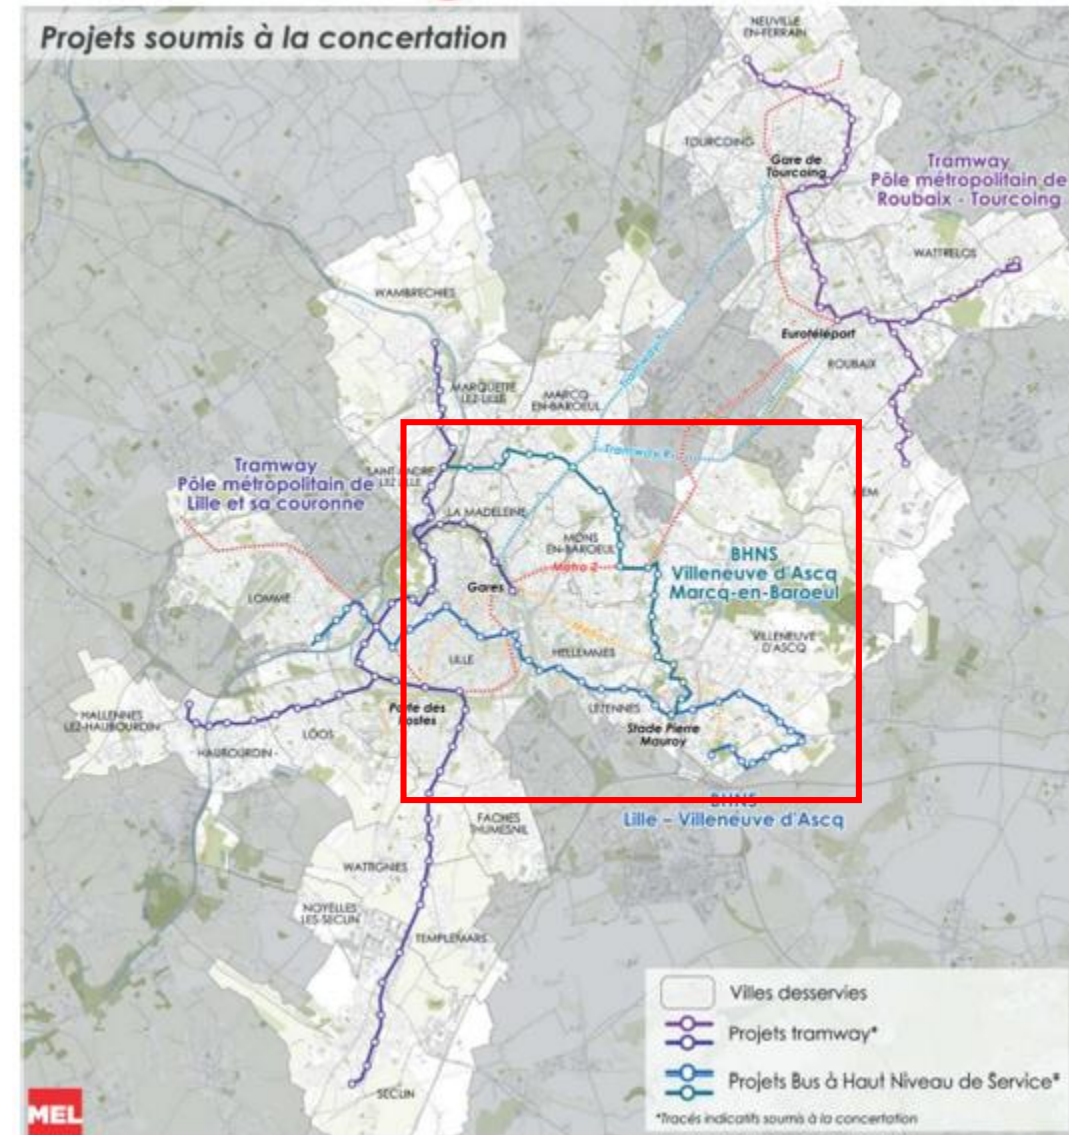 Projets soumis à la concertation
NEUVILLE
EN-FERRAIN
TOURCOING
Gare de
Tourcoing
Tramway
Pôle métropolitain de
Roubaix - Tourcoing
WATTRELOS
WAMBRECHIES
Eurotéléport
ROUBAIX
Tramway
MARQUETTE
LEZ-LILLE
MARCQ
EN-BAROEUL
Tramway R
Tramway
Pôle métropolitain de
Lille et sa couronne
SAINT-ANDRE
LEZ LILLE
HEM
LA MADELEINE
MONS
EN-BAROEUL
Metro 2
BHNS
Villeneuve d'Ascq
Marcq-en-Baroeul
Gares
LOMME
VILLENEUVE
D'ASCQ
HELLEMMES
LILLE
LEZENNES
Porte des
Postes
Stade Pierre
Mauroy
HALLENNES
LEZ-HAUBOURDIN
LOOS
HAUBOURDIN
BHNS
Lille – Villeneuve d'Ascq
FACHES
THUMESNIL
WATTIGNIES
NOYELLES
LES-SECLIN
TEMPLEMARS
SECLIN
Villes desservies
Projets tramway*
Projets Bus à Haut Niveau de Service*
*Tracés indicatifs soumis à la concertation
MEL